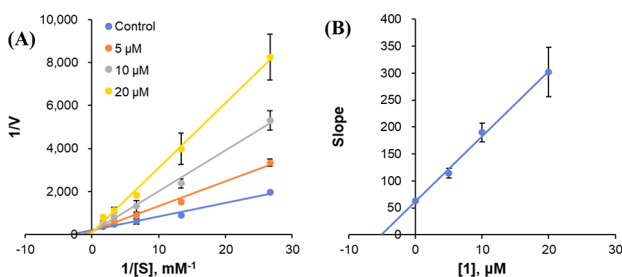 (A)
1/V
10,000
8,000
6,000
4,000
2,000
0
-10
0
10
20
30
1/[S], mM⁻¹
Control
5 µM
10 µM
20 µM
(B)
Slope
400
350
300
250
200
150
100
50
0
-10
0
10
20
30
[1], µM